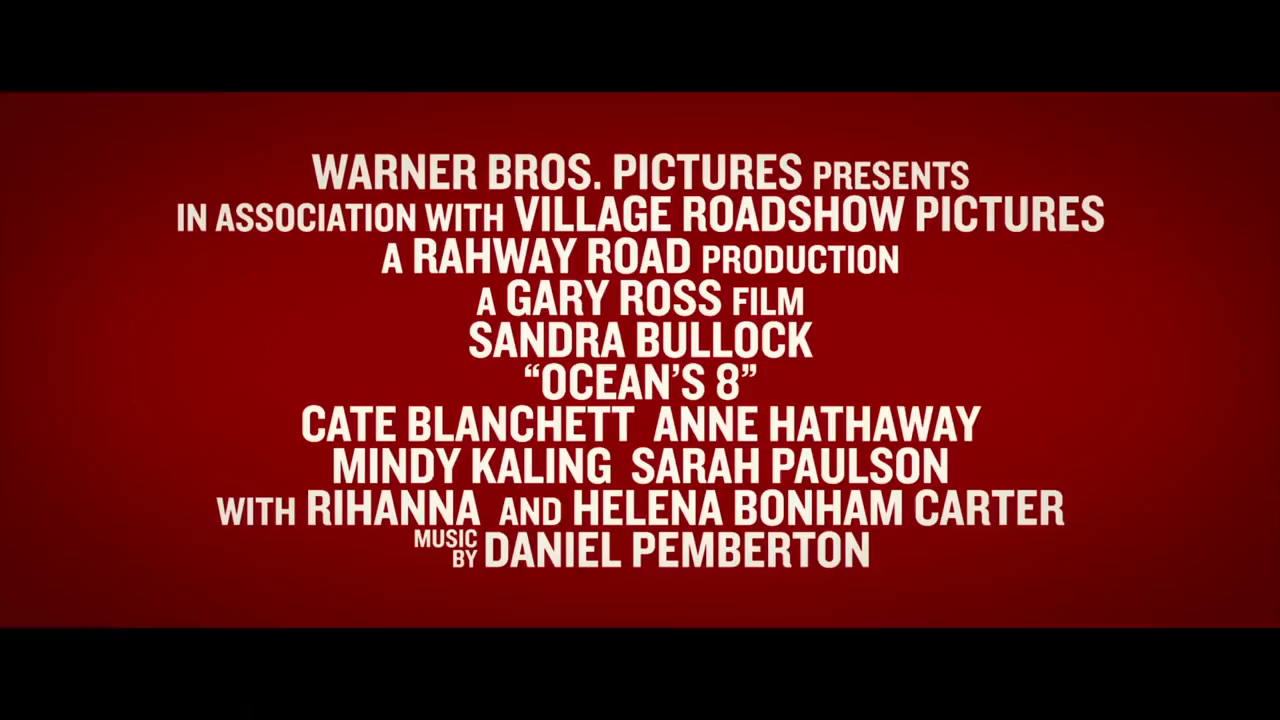 WARNER BROS. PICTURES PRESENTS
IN ASSOCIATION WITH VILLAGE ROADSHOW PICTURES
A RAHWAY ROAD PRODUCTION
A GARY ROSS FILM
SANDRA BULLOCK
“OCEAN’S 8”
CATE BLANCHETT ANNE HATHAWAY
MINDY KALING SARAH PAULSON
WITH RIHANNA AND HELENA BONHAM CARTER
MUSIC BY DANIEL PEMBERTON